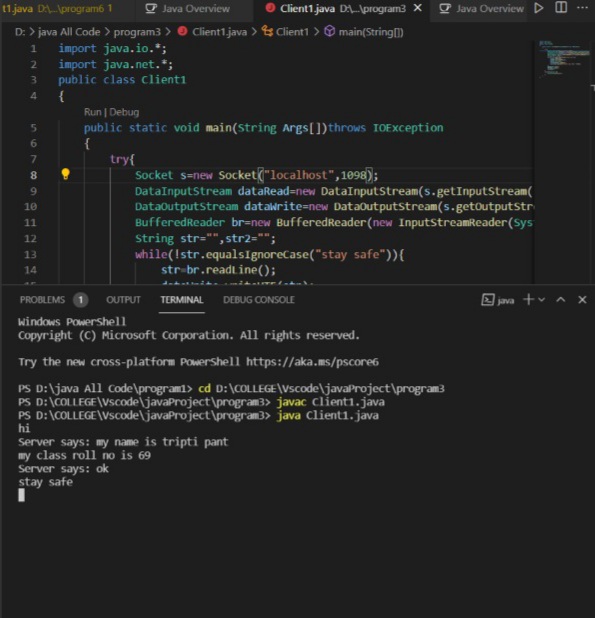 t1.java D:\...\program6 1 Java Overview Client1.java D:\...\program3 Java Overview
D: > java All Code > program3 > Client1.java > Client1 > main(String[])
1 import java.io.*;
2 import java.net.*;
3 public class Client1
4 {
Run | Debug
5 public static void main(String Args[])throws IOException
6 {
7 try{
8 Socket s=new Socket("localhost",1098);
9 DataInputStream dataRead=new DataInputStream(s.getInputStream(
10 DataOutputStream dataWrite=new DataOutputStream(s.getOutputStr
11 BufferedReader br=new BufferedReader(new InputStreamReader(Sys
12 String str="",str2="";
13 while(!str.equalsIgnoreCase("stay safe")){
14 str=br.readLine();
PROBLEMS 1 OUTPUT TERMINAL DEBUG CONSOLE java
Windows PowerShell
Copyright (C) Microsoft Corporation. All rights reserved.
Try the new cross-platform PowerShell https://aka.ms/pscore6
PS D:\java All Code\program1> cd D:\COLLEGE\Vscode\javaProject\program3
PS D:\COLLEGE\Vscode\javaProject\program3> javac Client1.java
PS D:\COLLEGE\Vscode\javaProject\program3> java Client1.java
hi
Server says: my name is tripti pant
my class roll no is 69
Server says: ok
stay safe